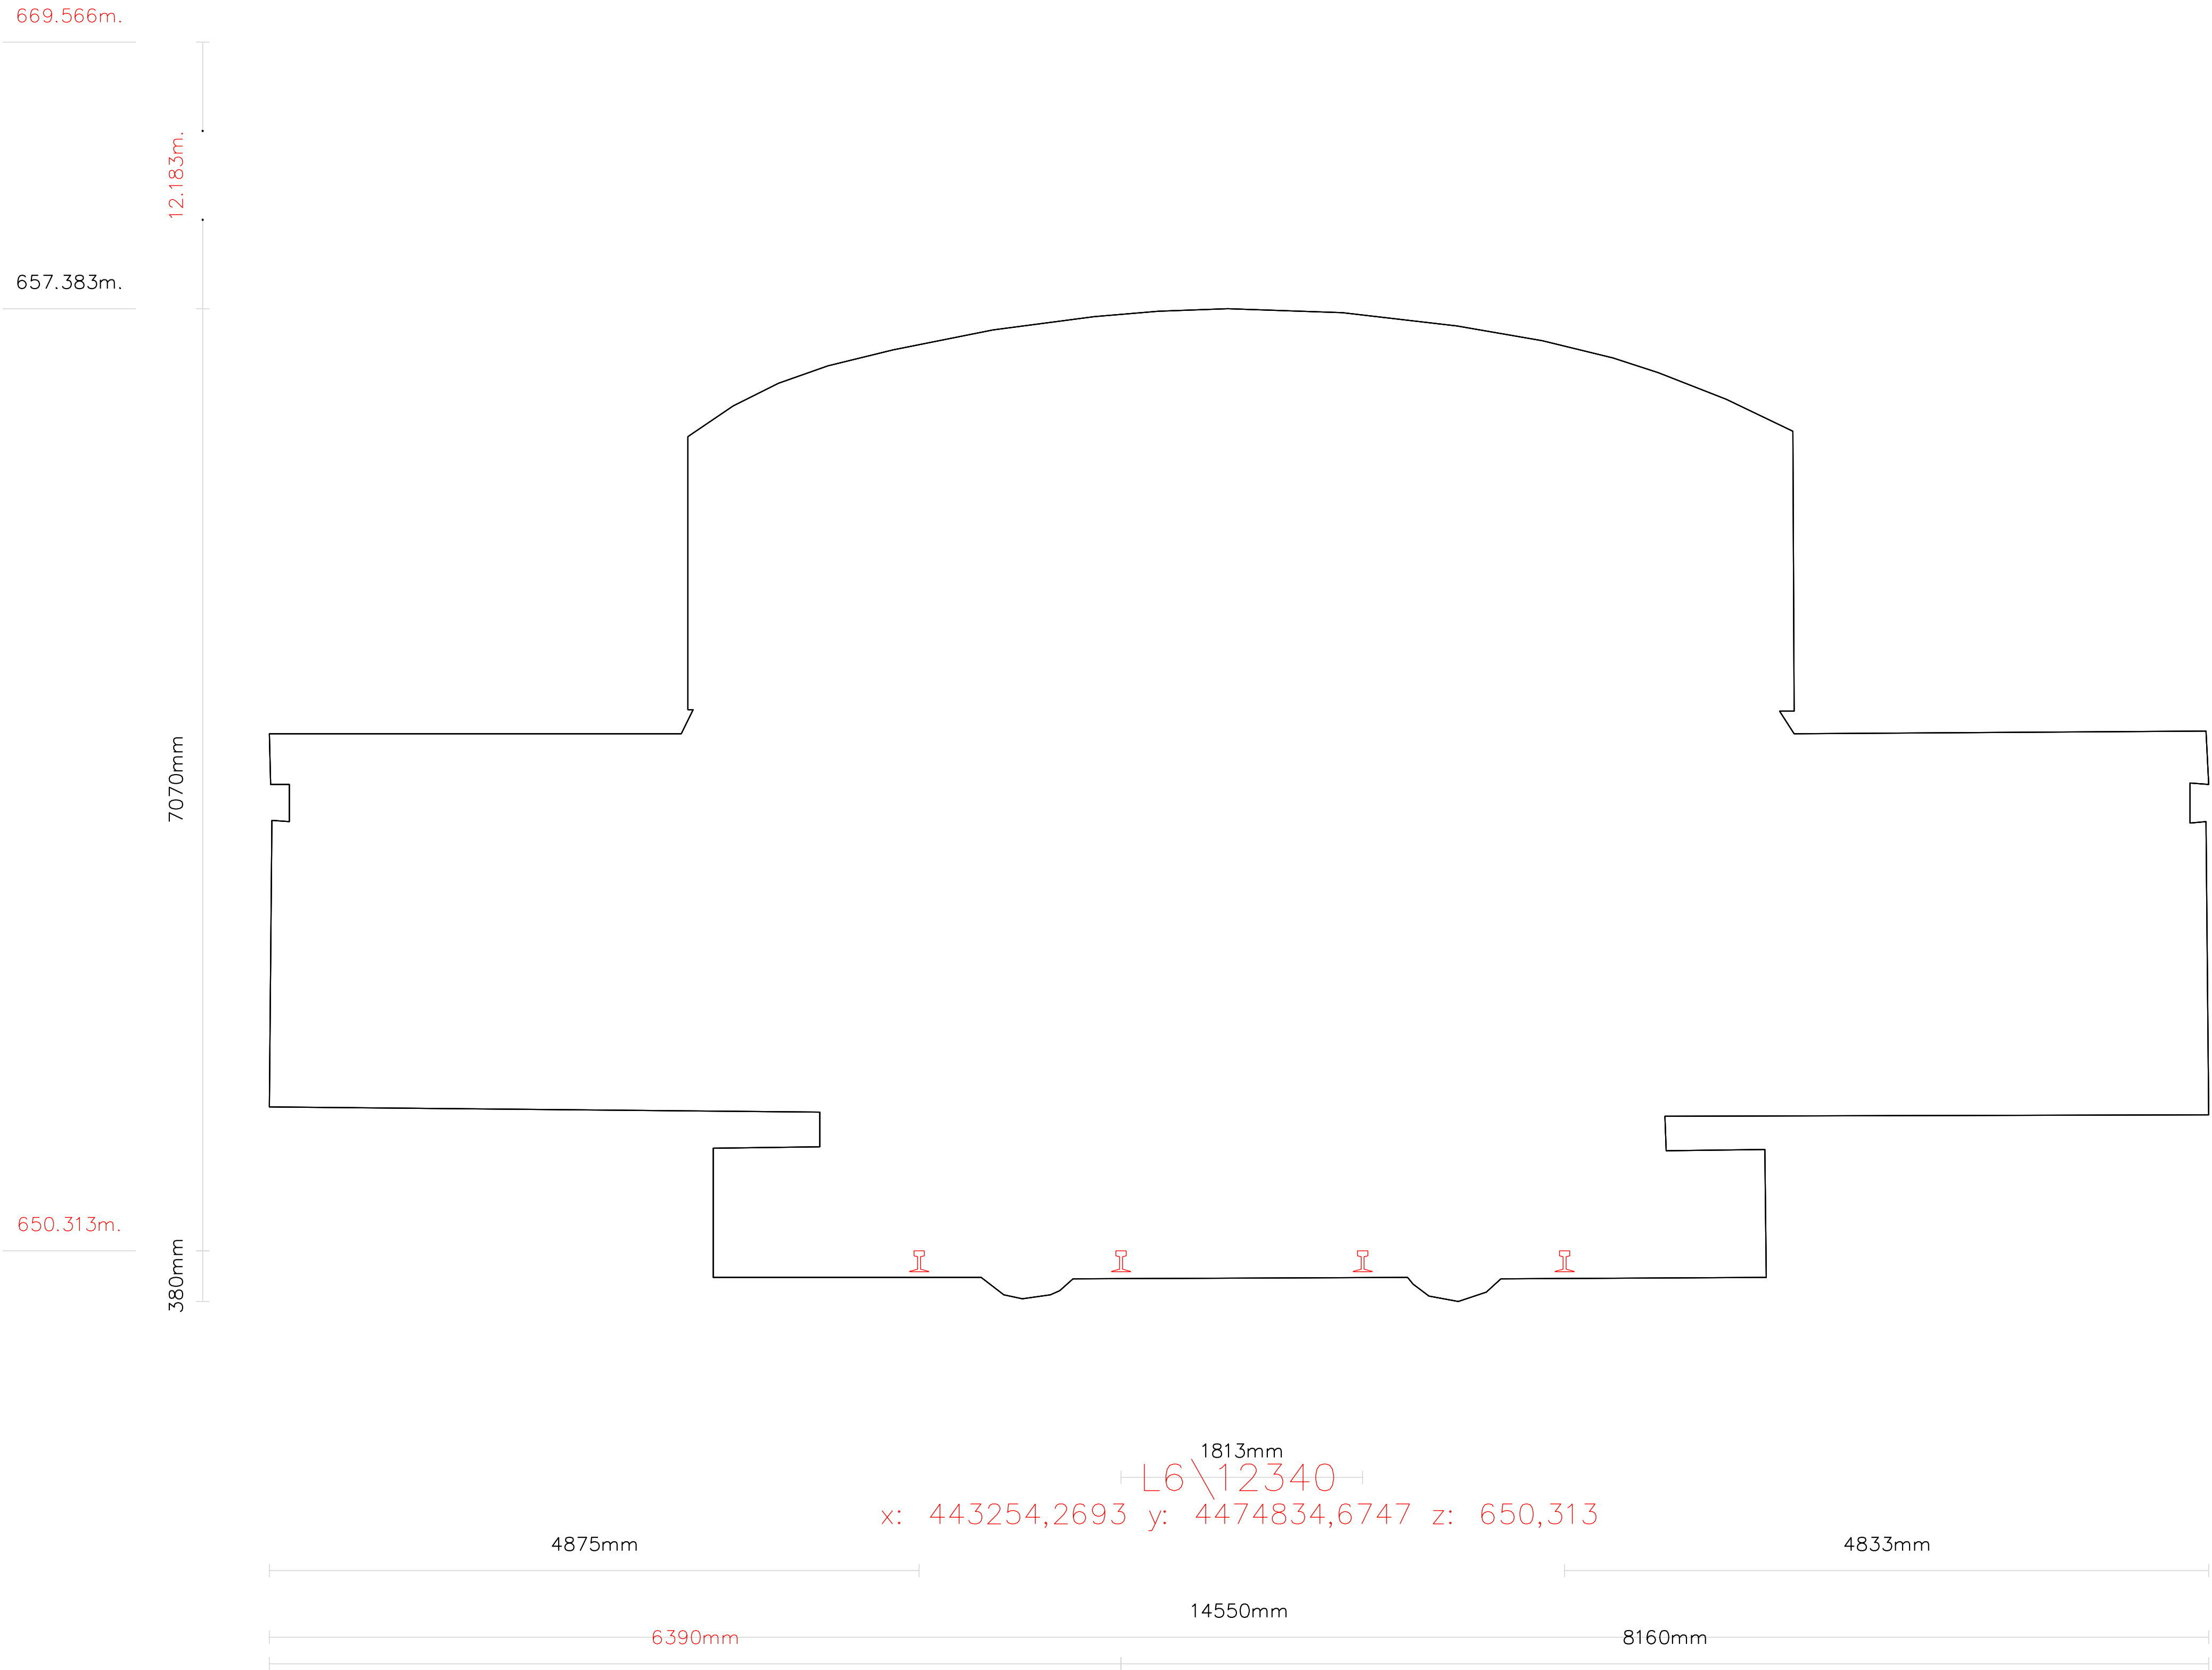 669.566m.
12.183m.
657.383m.
7070mm
650.313m.
380mm
1813mm
L6\12340
x: 443254,2693 y: 4474834,6747 z: 650,313
4875mm
4833mm
14550mm
6390mm
8160mm